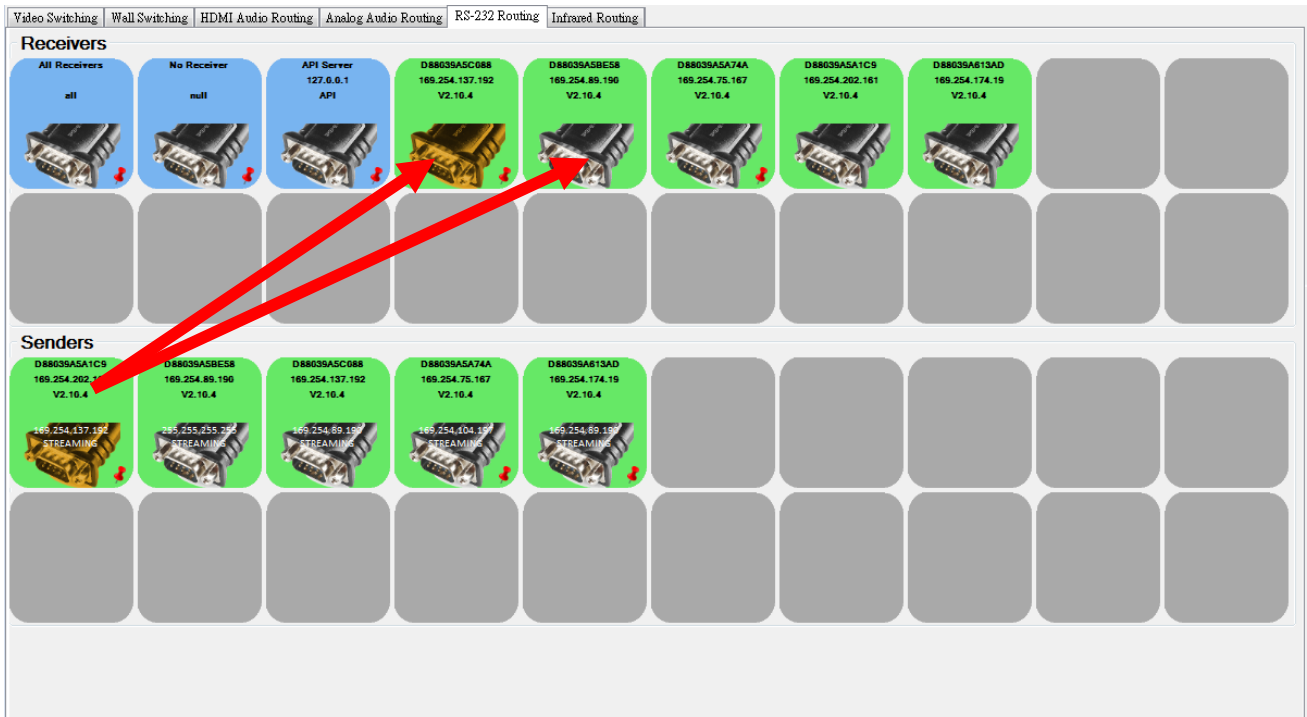 Video Switching Wall Switching HDMI Audio Routing Analog Audio Routing RS-232 Routing Infrared Routing
Receivers
All Receivers
all
No Receiver
null
API Server
127.0.0.1
API
D88039A5C088
169.254.137.192
V2.10.4
D88039A5BE58
169.254.89.190
V2.10.4
D88039A5A74A
169.254.75.167
V2.10.4
D88039A5A1C9
169.254.202.161
V2.10.4
D88039A613AD
169.254.174.19
V2.10.4
Senders
D88039A5A1C9
V2.10.4
169.254.137.192
STREAMING
D88039A5BE58
169.254.89.190
V2.10.4
255.255.255.255
STREAMING
D88039A5C088
169.254.137.192
V2.10.4
169.254.89.190
STREAMING
D88039A5A74A
169.254.75.167
V2.10.4
STREAMING
D88039A613AD
169.254.174.19
V2.10.4
169.254.89.190
STREAMING